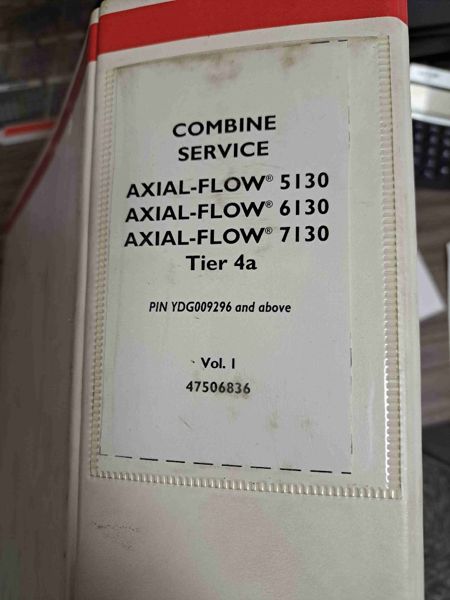 COMBINE
SERVICE
AXIAL-FLOW® 5130
AXIAL-FLOW® 6130
AXIAL-FLOW® 7130
Tier 4a
PIN YDG009296 and above
Vol. 1
47506836